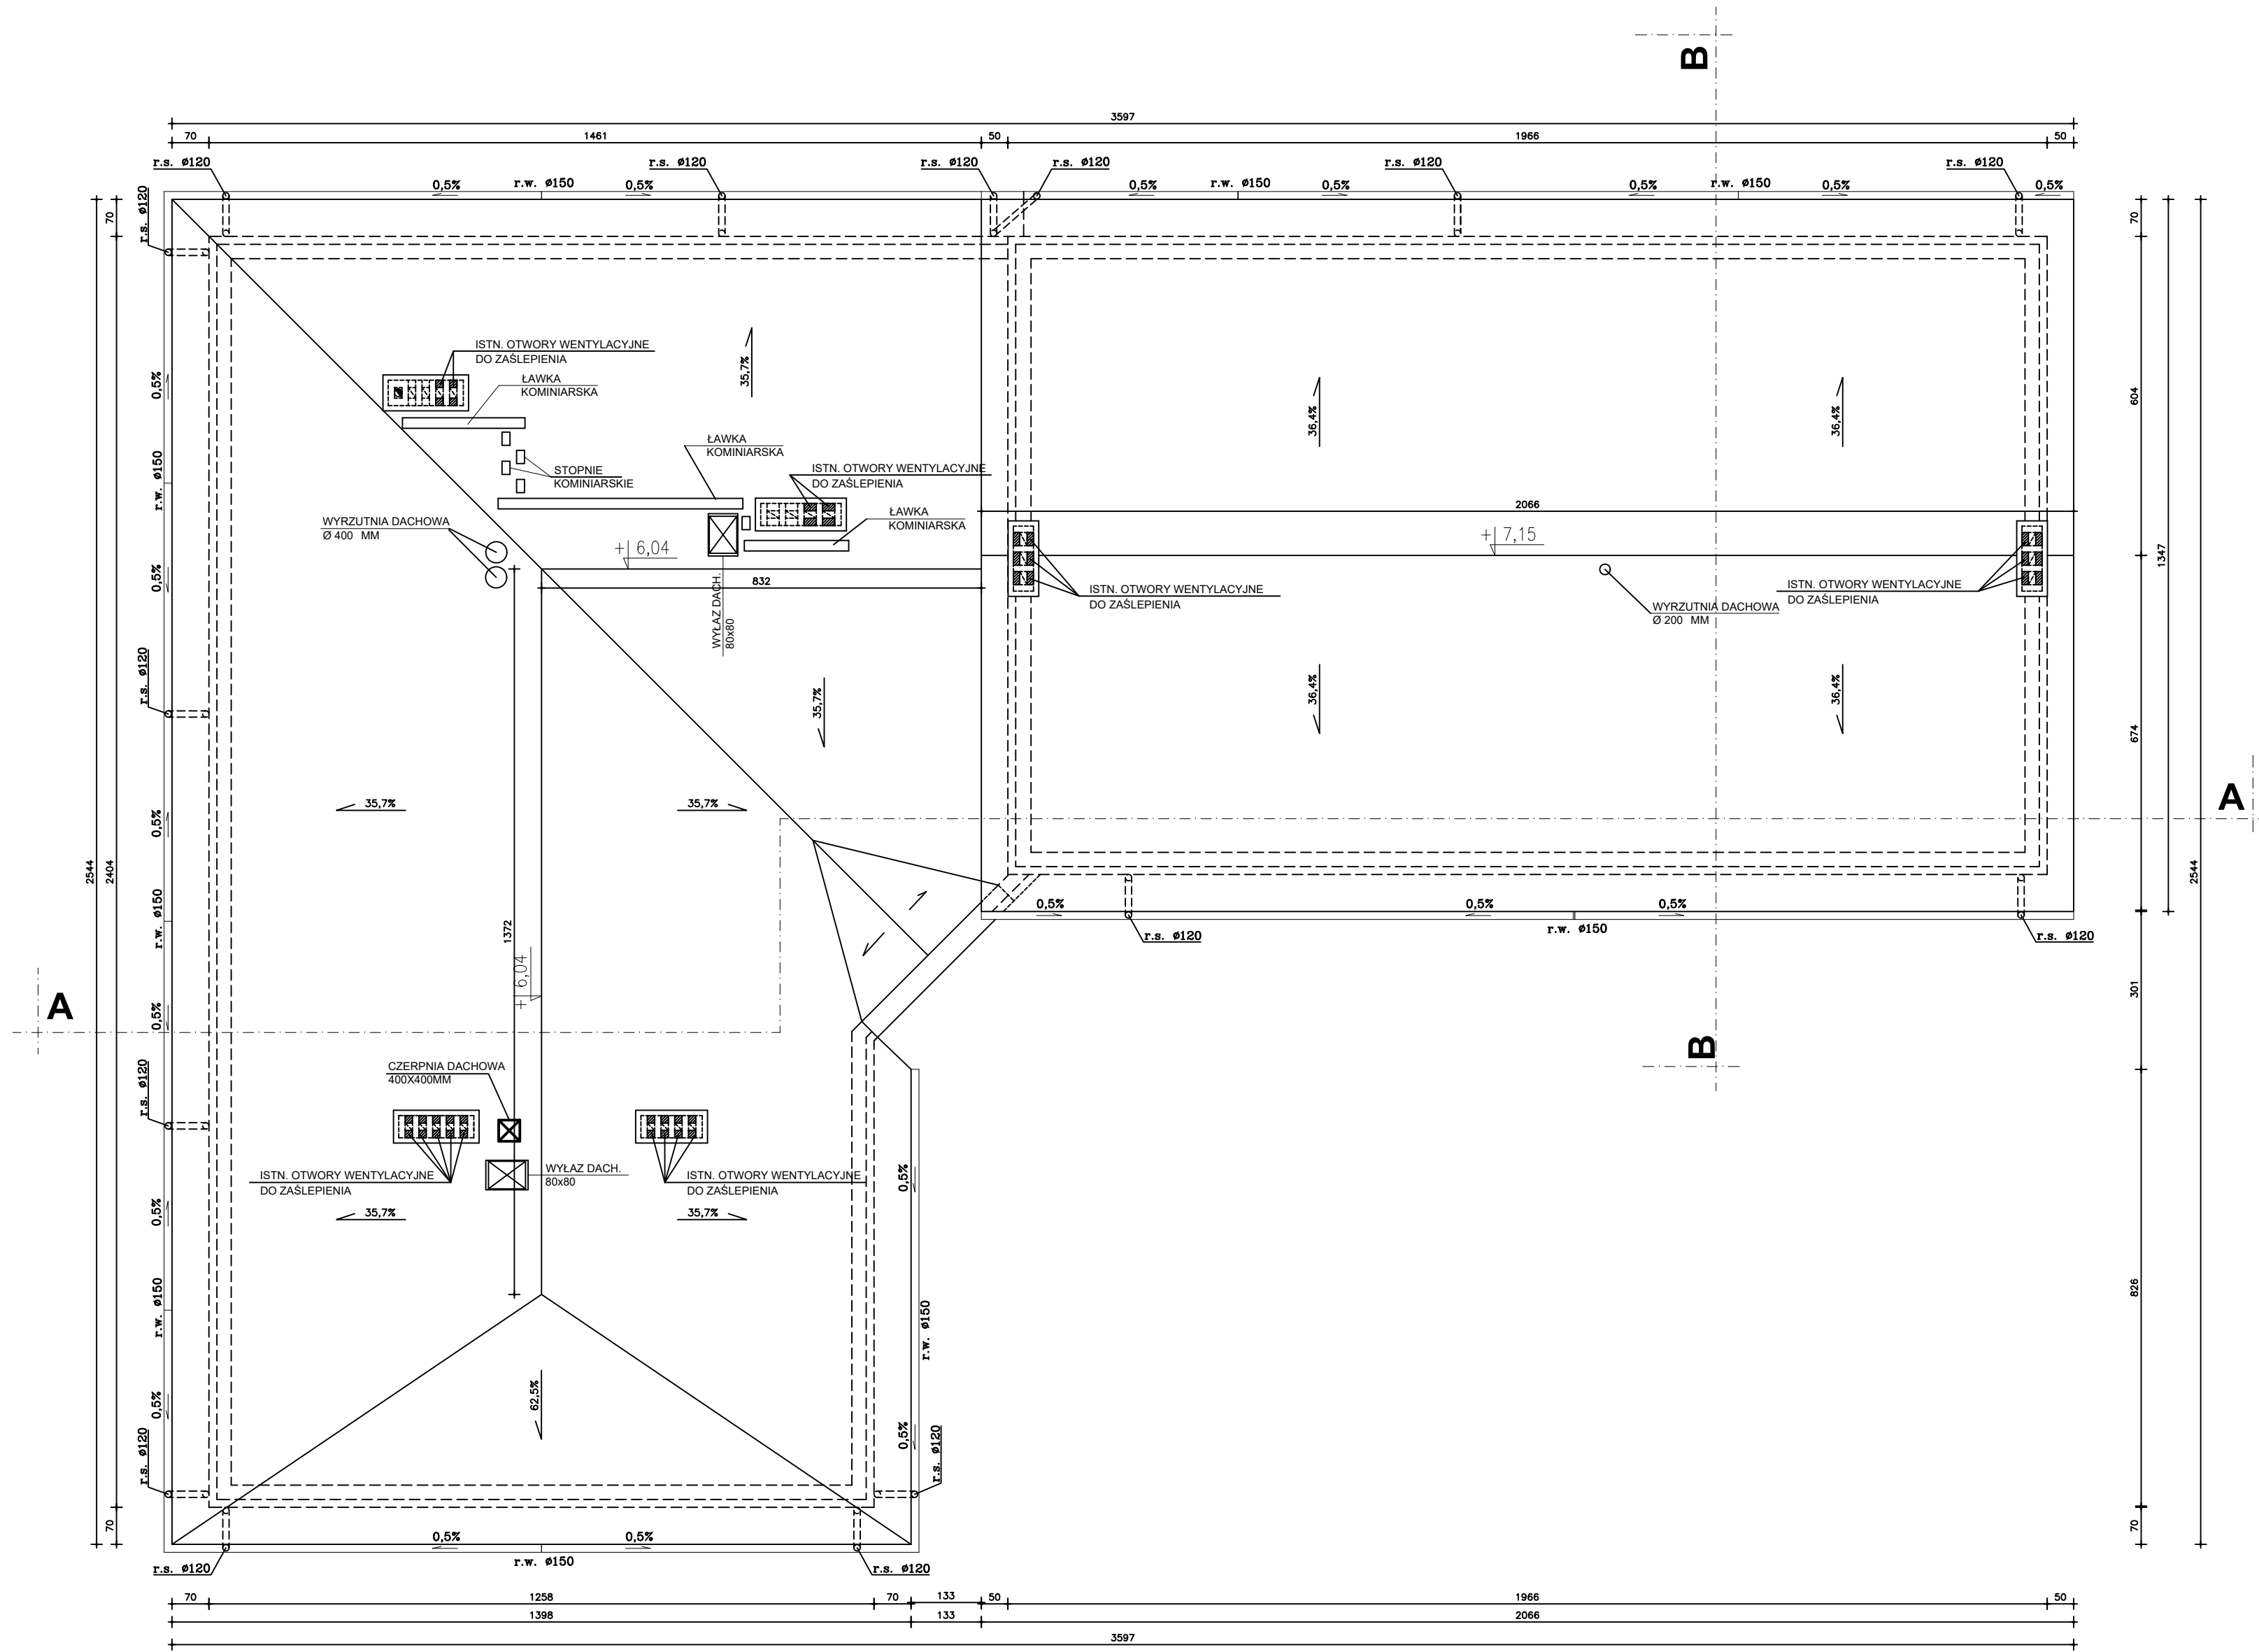 B
3597
70
1461
50
1966
50
r.s. ø120
r.s. ø120
r.s. ø120
r.s. ø120
r.s. ø120
r.s. ø120
0,5%
r.w. ø150
0,5%
0,5%
r.w. ø150
0,5%
0,5%
r.w. ø150
0,5%
0,5%
70
r.s. ø120
70
ISTN. OTWORY WENTYLACYJNE
DO ZAŚLEPIENIA
35,7%
0,5%
ŁAWKA
KOMINIARSKA
36,4%
36,4%
604
ŁAWKA
KOMINIARSKA
r.w. ø150
STOPNIE
KOMINIARSKIE
ISTN. OTWORY WENTYLACYJNE
DO ZAŚLEPIENIA
2066
ŁAWKA
KOMINIARSKA
WYRZUTNIA DACHOWA
Ø 400 MM
+ 6,04
+ 7,15
1347
0,5%
832
WYŁAZ DACH.
80x80
ISTN. OTWORY WENTYLACYJNE
DO ZAŚLEPIENIA
ISTN. OTWORY WENTYLACYJNE
DO ZAŚLEPIENIA
WYRZUTNIA DACHOWA
Ø 200 MM
r.s. ø120
35,7%
36,4%
36,4%
674
35,7%
35,7%
A
0,5%
2544
2404
2544
0,5%
0,5%
0,5%
r.w. ø150
1372
r.w. ø150
r.s. ø120
r.s. ø120
+ 6,04
301
A
0,5%
B
CZERPNIA DACHOWA
400X400MM
r.s. ø120
ISTN. OTWORY WENTYLACYJNE
DO ZAŚLEPIENIA
WYŁAZ DACH.
80x80
ISTN. OTWORY WENTYLACYJNE
DO ZAŚLEPIENIA
0,5%
0,5%
35,7%
35,7%
r.w. ø150
r.w. ø150
826
62,5%
0,5%
0,5%
r.s. ø120
r.s. ø120
70
70
0,5%
0,5%
r.w. ø150
r.s. ø120
r.s. ø120
70
1258
70
133
50
1966
50
1398
133
2066
3597